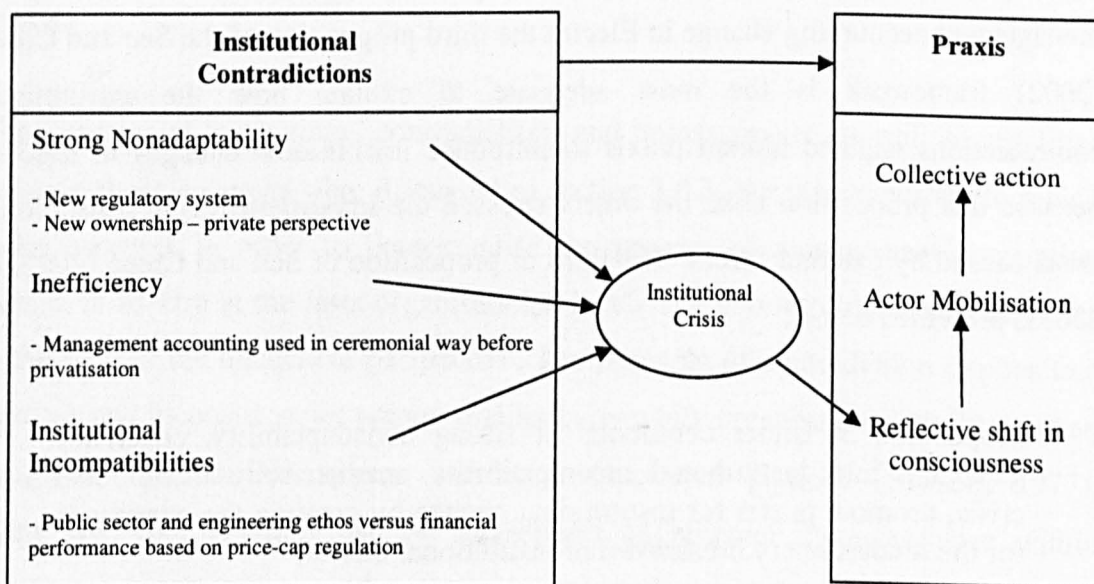 Institutional
Contradictions
Strong Nonadaptability
- New regulatory system
- New ownership – private perspective
Inefficiency
- Management accounting used in ceremonial way before
privatisation
Institutional
Incompatibilities
- Public sector and engineering ethos versus financial
performance based on price-cap regulation
Institutional
Crisis
Praxis
Collective action
Actor Mobilisation
Reflective shift in
consciousness